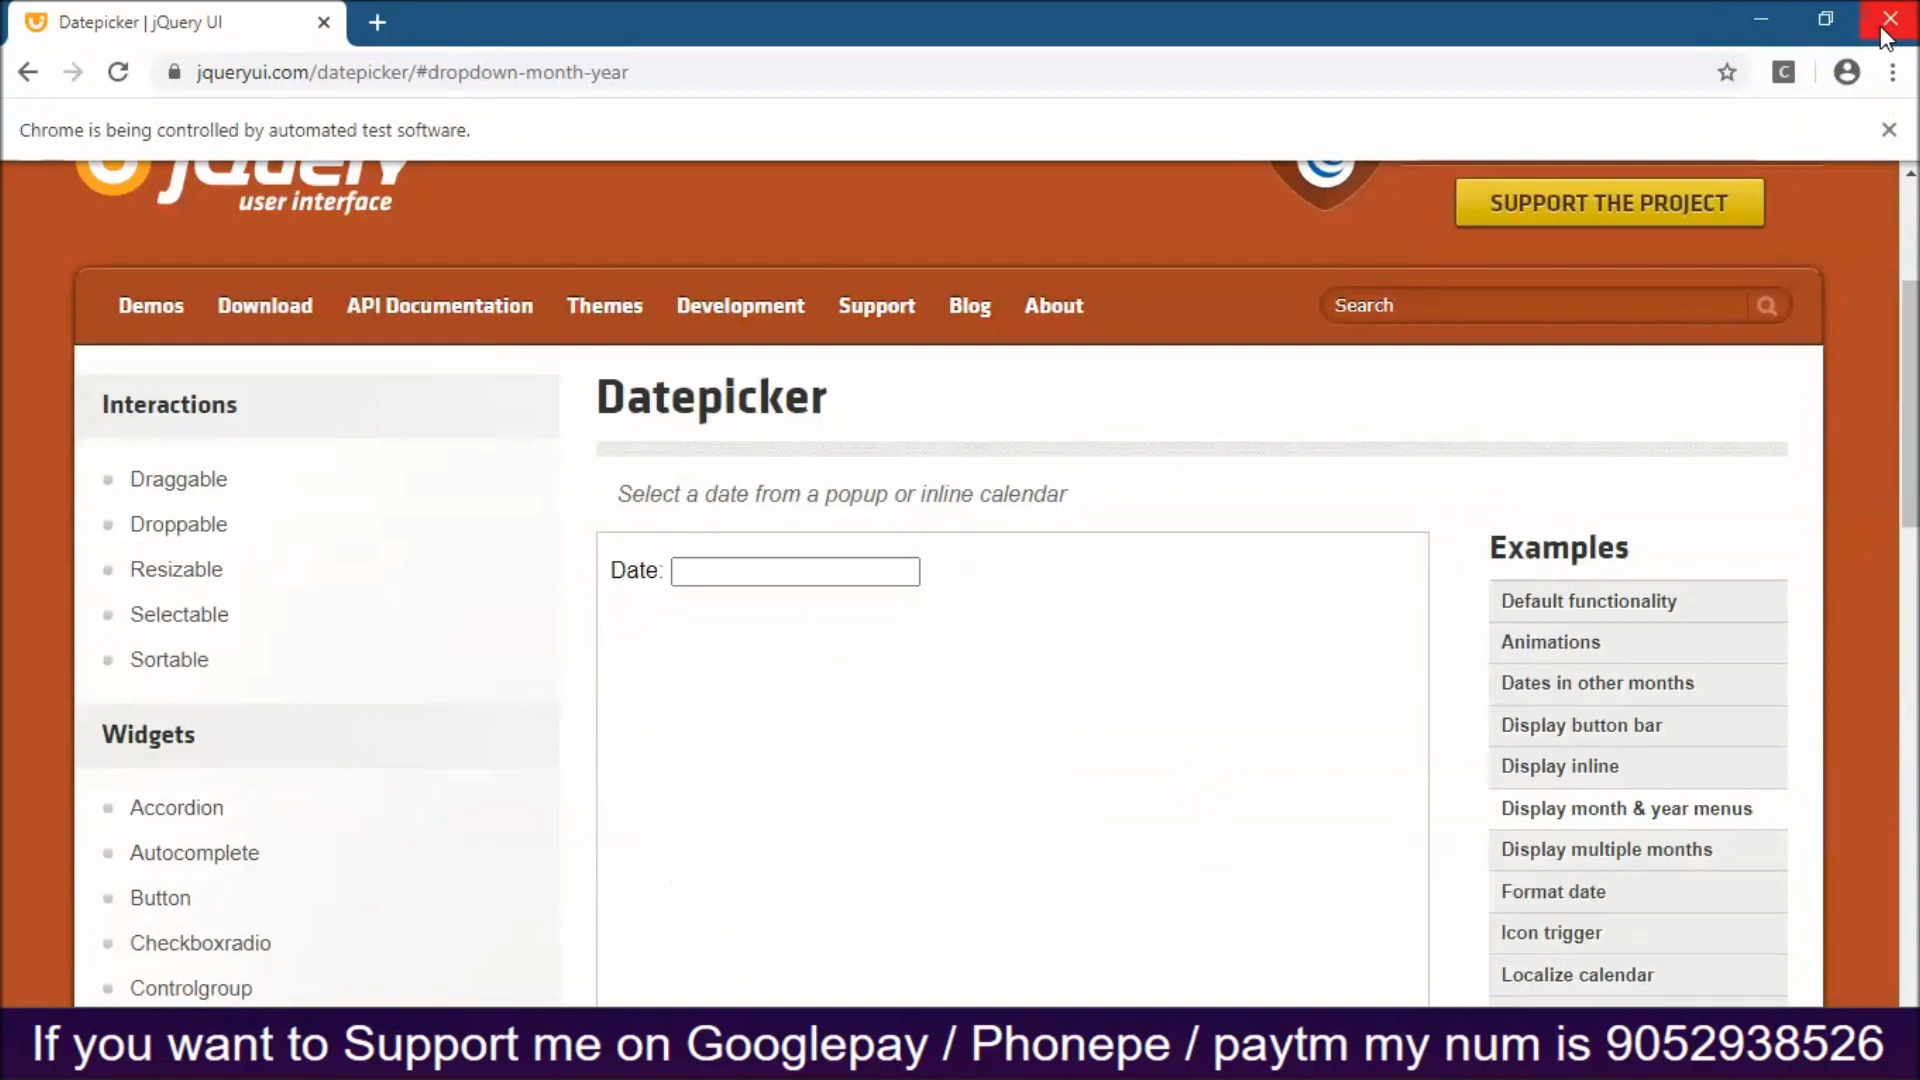 Datepicker | jQuery UI
jqueryui.com/datepicker/#dropdown-month-year
C
Chrome is being controlled by automated test software.
jQuery
user interface
SUPPORT THE PROJECT
Demos Download API Documentation Themes Development Support Blog About Search
Interactions
Draggable
Droppable
Resizable
Selectable
Sortable
Widgets
Accordion
Autocomplete
Button
Checkboxradio
Controlgroup
Datepicker
Select a date from a popup or inline calendar
Date:
Examples
Default functionality
Animations
Dates in other months
Display button bar
Display inline
Display month & year menus
Display multiple months
Format date
Icon trigger
Localize calendar
If you want to Support me on Googlepay / Phonepe / paytm my num is 9052938526